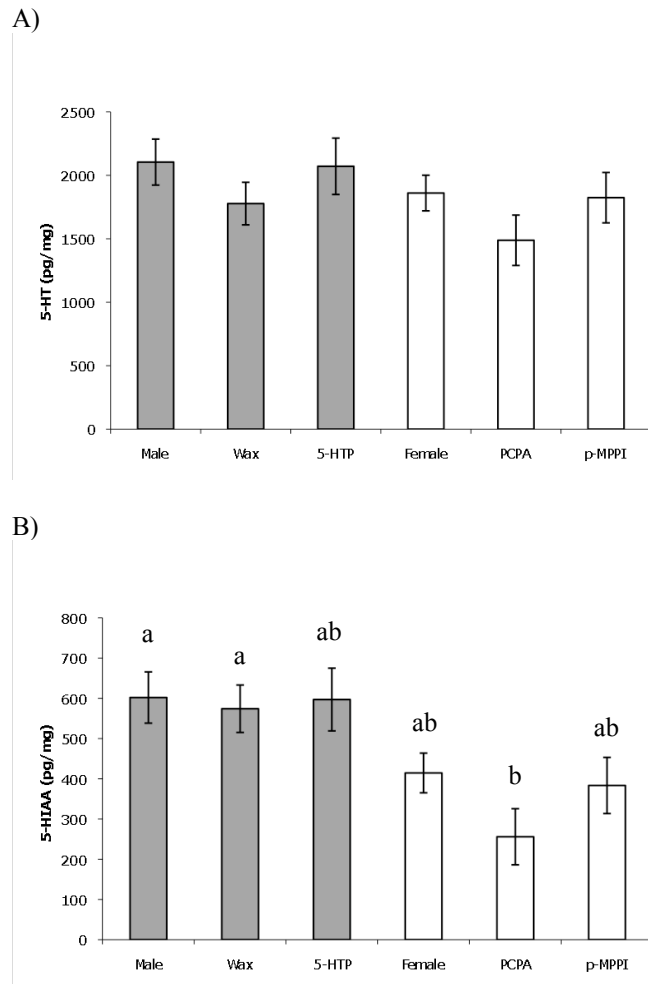 A)
2500
2000
1500
1000
500
0
5-HT (pg/mg)
Male Wax 5-HTP Female PCPA p-MPPI
B)
800
700
600
500
400
300
200
100
0
5-HIAA (pg/mg)
a a ab ab b ab
Male Wax 5-HTP Female PCPA p-MPPI